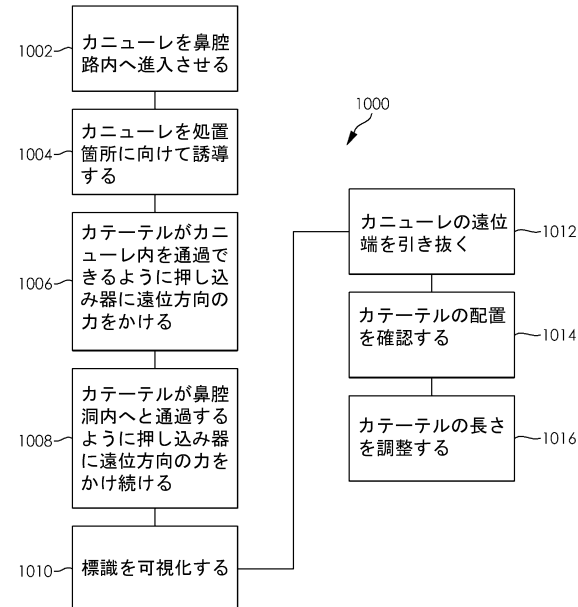 1002
カニューレを鼻腔
路内へ進入させる
1004
カニューレを処置
箇所に向けて誘導
する
1006
カテーテルがカニ
ューレ内を通過で
きるように押し込
み器に遠位方向の
力をかける
1008
カテーテルが鼻腔
洞内へと通過する
ように押し込み器
に遠位方向の力を
かけ続ける
1010
標識を可視化する
1000
カニューレの遠位
端を引き抜く
1012
カテーテルの配置
を確認する
1014
カテーテルの長さ
を調整する
1016